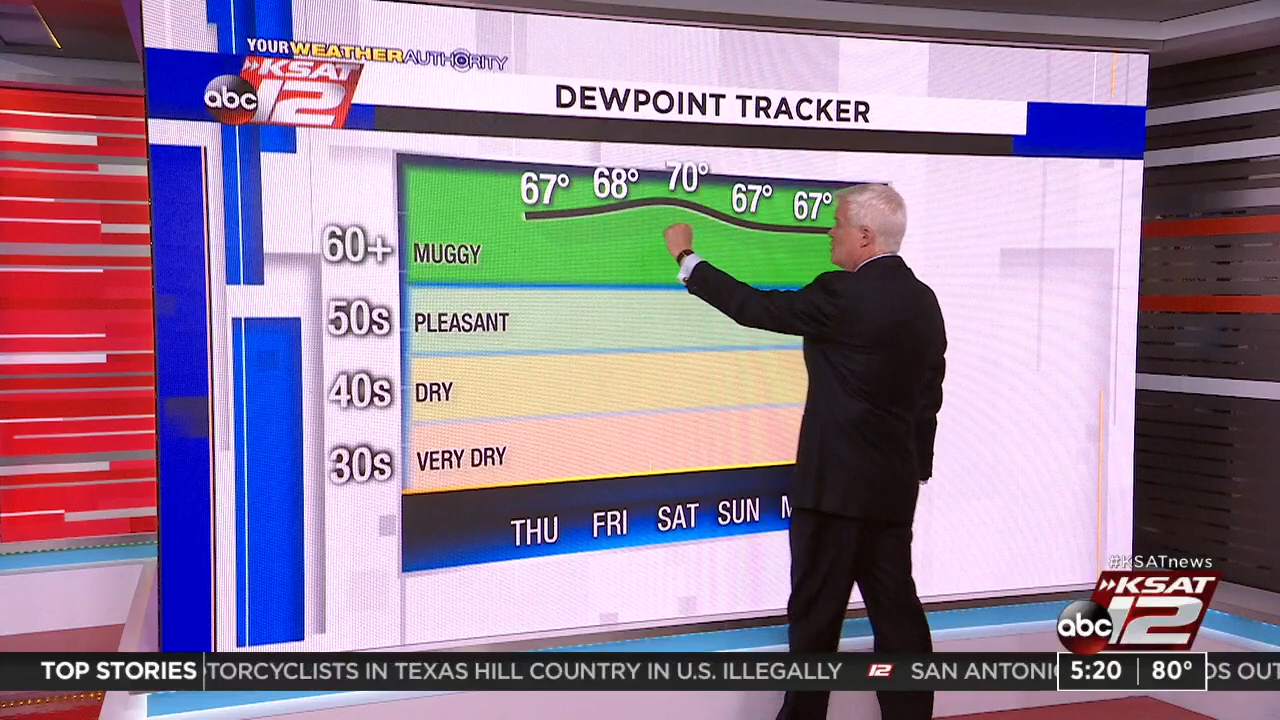 YOUR WEATHER AUTHORITY
KSAT
abc 12
DEWPOINT TRACKER
67° 68° 70° 67° 67°
60+ MUGGY
50s PLEASANT
40s DRY
30s VERY DRY
THU FRI SAT SUN M
#KSATnews
KSAT
abc 12
TOP STORIES TORCYCLISTS IN TEXAS HILL COUNTRY IN U.S. ILLEGALLY 12 SAN ANTONI 5:20 80° DS OUT